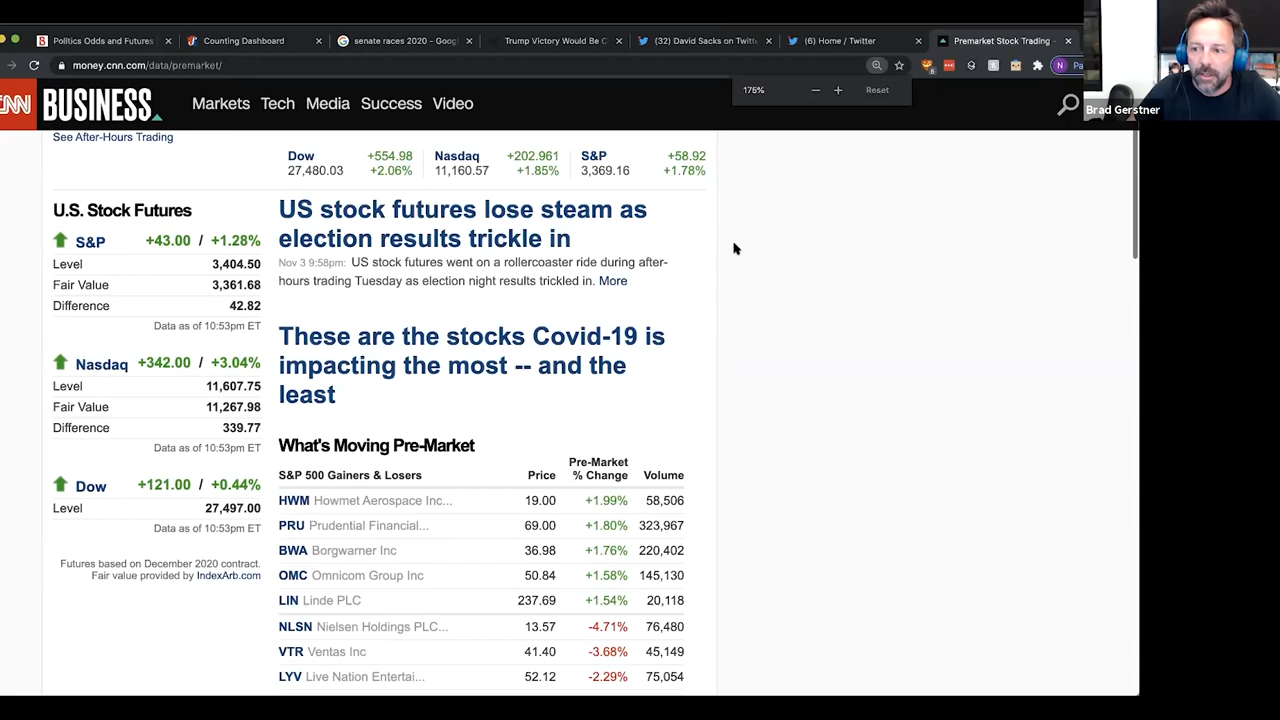 Politics Odds and Futures
Counting Dashboard
senate races 2020 - Goog
Trump Victory Would Be C
(32) David Sacks on Twitt
(6) Home / Twitter
Premarket Stock Trading -
money.cnn.com/data/premarket/
N Pa
CNN BUSINESS
Markets Tech Media Success Video
175% − + Reset
Brad Gerstner
See After-Hours Trading
Dow +554.98 Nasdaq +202.961 S&P +58.92
27,480.03 +2.06% 11,160.57 +1.85% 3,369.16 +1.78%
U.S. Stock Futures
S&P +43.00 / +1.28%
Level 3,404.50
Fair Value 3,361.68
Difference 42.82
Data as of 10:53pm ET
Nasdaq +342.00 / +3.04%
Level 11,607.75
Fair Value 11,267.98
Difference 339.77
Data as of 10:53pm ET
Dow +121.00 / +0.44%
Level 27,497.00
Data as of 10:53pm ET
Futures based on December 2020 contract.
Fair value provided by IndexArb.com
US stock futures lose steam as
election results trickle in
Nov 3 9:58pm: US stock futures went on a rollercoaster ride during after-
hours trading Tuesday as election night results trickled in. More
These are the stocks Covid-19 is
impacting the most -- and the
least
What's Moving Pre-Market
Pre-Market
S&P 500 Gainers & Losers Price % Change Volume
HWM Howmet Aerospace Inc... 19.00 +1.99% 58,506
PRU Prudential Financial... 69.00 +1.80% 323,967
BWA Borgwarner Inc 36.98 +1.76% 220,402
OMC Omnicom Group Inc 50.84 +1.58% 145,130
LIN Linde PLC 237.69 +1.54% 20,118
NLSN Nielsen Holdings PLC... 13.57 -4.71% 76,480
VTR Ventas Inc 41.40 -3.68% 45,149
LYV Live Nation Entertai... 52.12 -2.29% 75,054